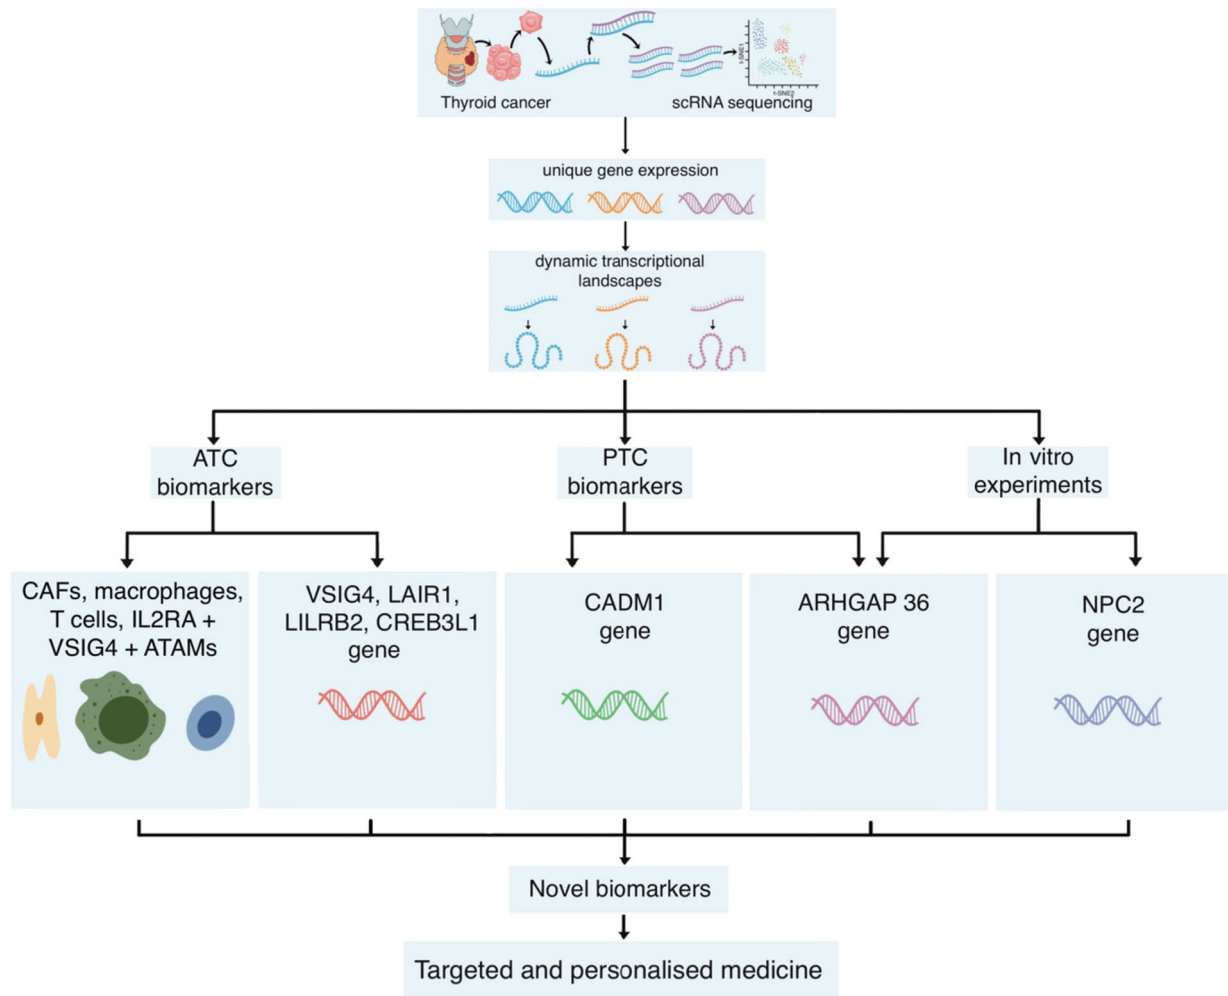 Thyroid cancer
scRNA sequencing
t-SNE1
t-SNE2
unique gene expression
dynamic transcriptional
landscapes
ATC
biomarkers
PTC
biomarkers
In vitro
experiments
CAFs, macrophages,
T cells, IL2RA +
VSIG4 + ATAMs
VSIG4, LAIR1,
LILRB2, CREB3L1
gene
CADM1
gene
ARHGAP 36
gene
NPC2
gene
Novel biomarkers
Targeted and personalised medicine